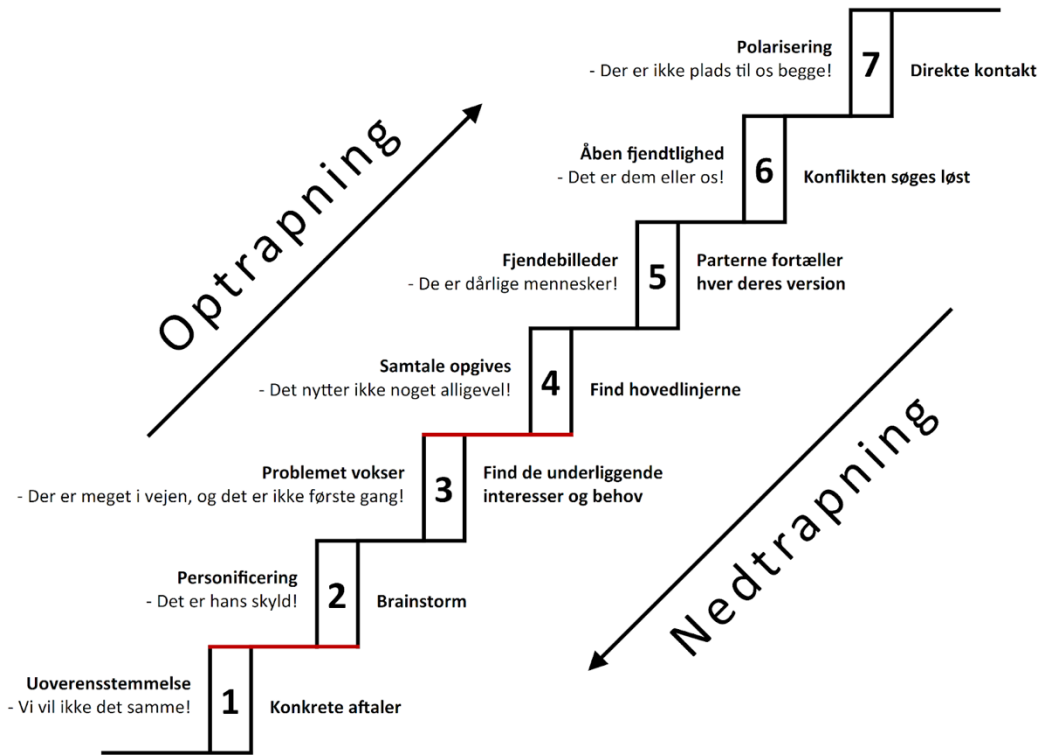 Polarisering
- Der er ikke plads til os begge!
7
Direkte kontakt
Åben fjendtlighed
- Det er dem eller os!
6
Konflikten søges løst
Optrapning
Fjendebilleder
- De er dårlige mennesker!
5
Parterne fortæller
hver deres version
Samtale opgives
- Det nytter ikke noget alligevel!
4
Find hovedlinjerne
Problemet vokser
- Der er meget i vejen, og det er ikke første gang!
3
Find de underliggende
interesser og behov
Nedtrapning
Personificering
- Det er hans skyld!
2
Brainstorm
Uoverensstemmelse
- Vi vil ikke det samme!
1
Konkrete aftaler